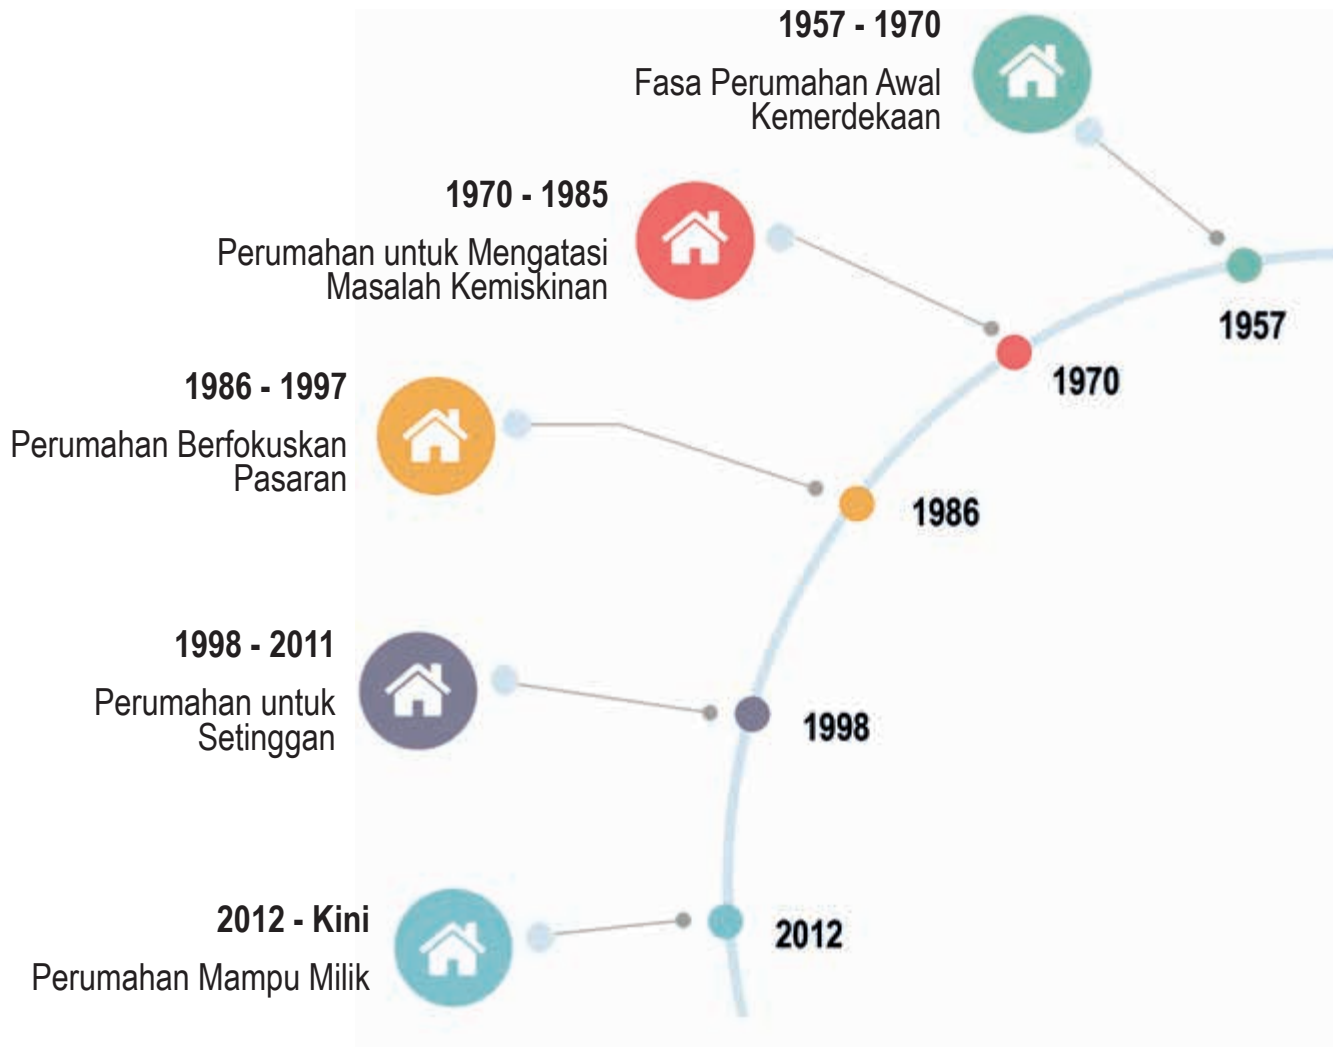 1957 - 1970
Fasa Perumahan Awal
Kemerdekaan
1957
1970 - 1985
Perumahan untuk Mengatasi
Masalah Kemiskinan
1970
1986 - 1997
Perumahan Berfokuskan
Pasaran
1986
1998 - 2011
Perumahan untuk
Setinggan
1998
2012 - Kini
Perumahan Mampu Milik
2012